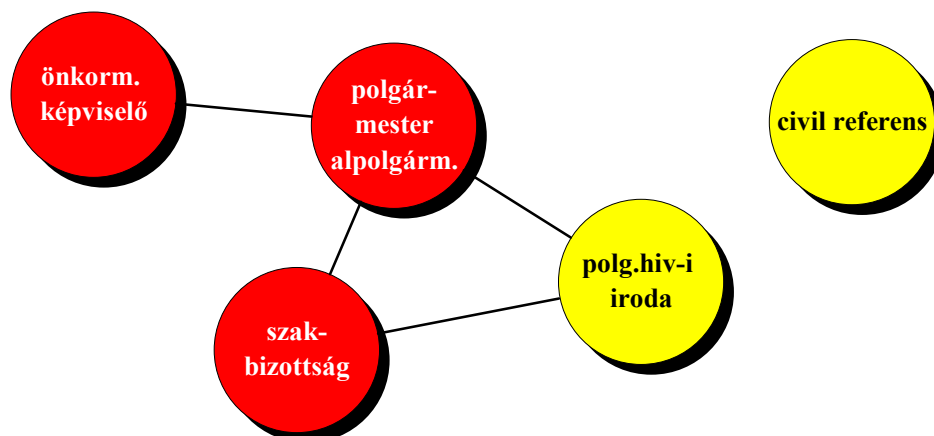 önkorm.
képviselő
polgár-
mester
alpolgárm.
civil referens
polg.hiv-i
iroda
szak-
bizottság